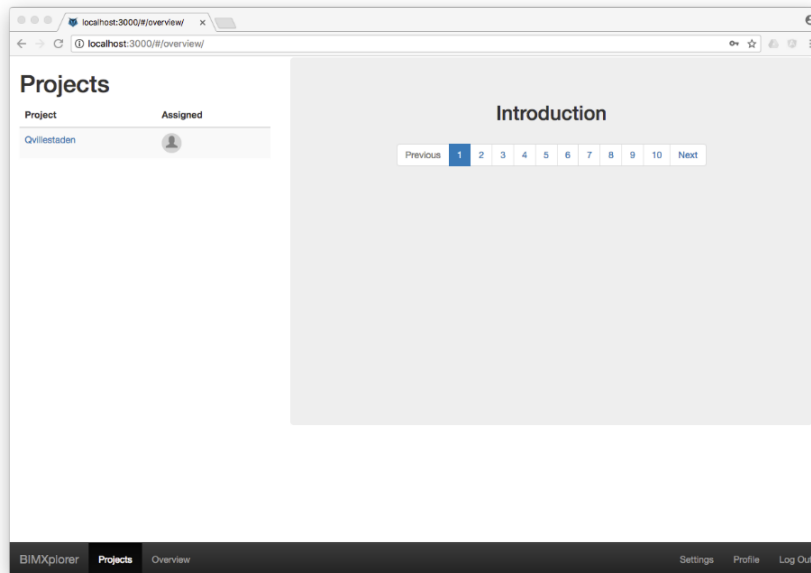 localhost:3000/#/overview/
localhost:3000/#/overview/
Projects
Project Assigned
Qvillestaden
Introduction
Previous 1 2 3 4 5 6 7 8 9 10 Next
BIMXplorer Projects Overview Settings Profile Log Out